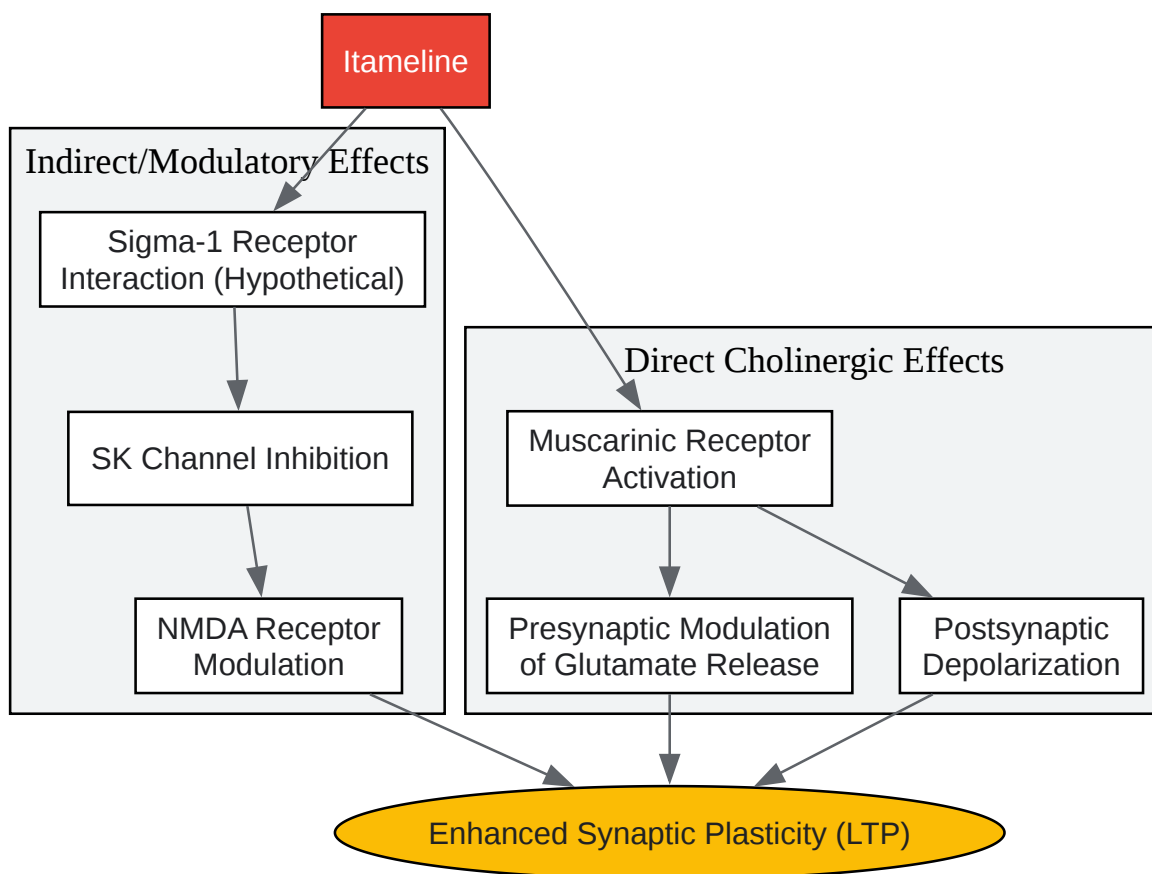 Itameline
Indirect/Modulatory Effects
Sigma-1 Receptor
Interaction (Hypothetical)
SK Channel Inhibition
NMDA Receptor
Modulation
Direct Cholinergic Effects
Muscarinic Receptor
Activation
Presynaptic Modulation
of Glutamate Release
Postsynaptic
Depolarization
Enhanced Synaptic Plasticity (LTP)